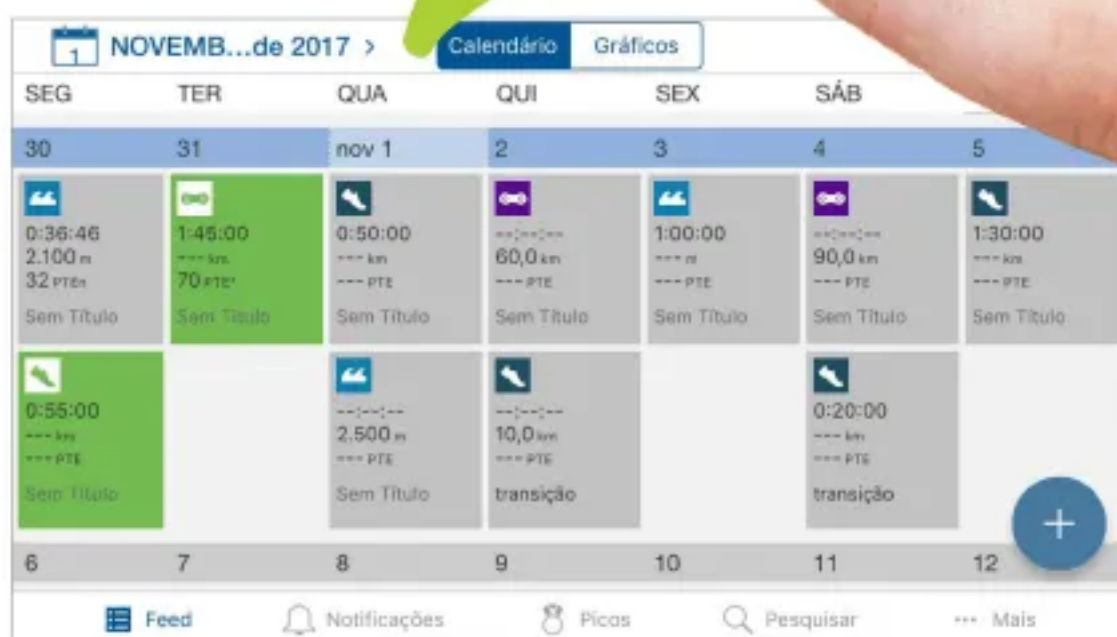 1 NOVEMB...de 2017 > Calendário Gráficos
SEG TER QUA QUI SEX SÁB
30 31 nov 1 2 3 4 5
0:36:46 1:45:00 0:50:00 --:--:-- 1:00:00 --:--:-- 1:30:00
2.100 m --- km --- km 60,0 km --- m 90,0 km --- km
32 PTEn 70 PTE* --- PTE --- PTE --- PTE --- PTE --- PTE
Sem Título Sem Título Sem Título Sem Título Sem Título Sem Título Sem Título
0:55:00 --:--:-- --:--:-- 0:20:00
--- km 2.500 m 10,0 km --- km
--- PTE --- PTE --- PTE --- PTE
Sem Título Sem Título transição transição
+
6 7 8 9 10 11 12
Feed Notificações Picos Pesquisar ••• Mais